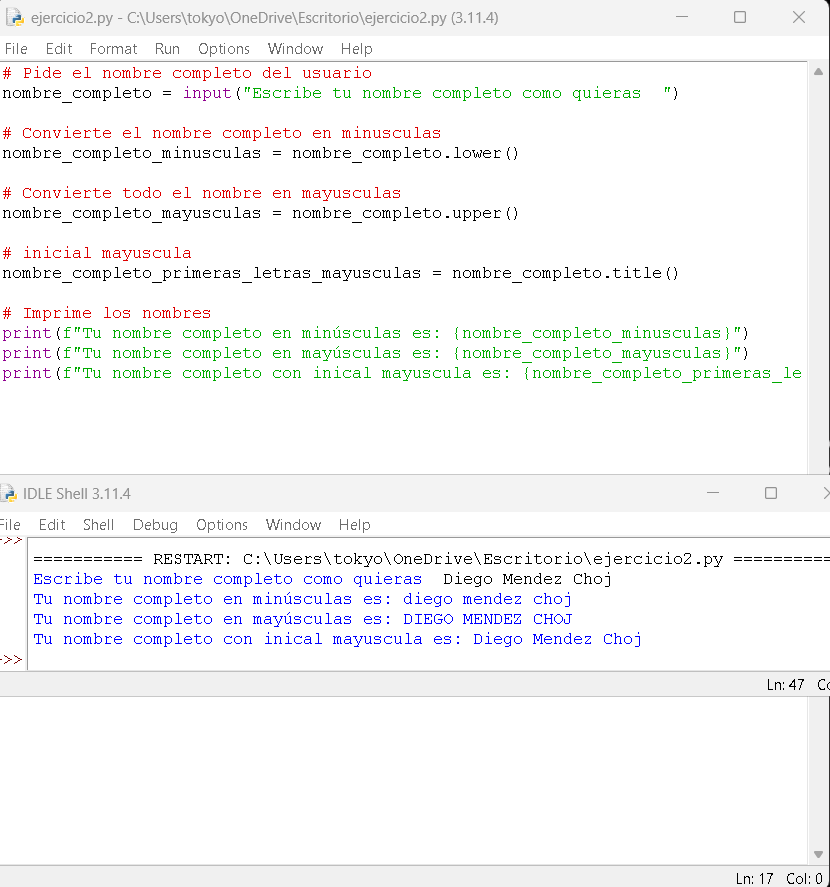 ejercicio2.py - C:\Users\tokyo\OneDrive\Escritorio\ejercicio2.py (3.11.4)
File Edit Format Run Options Window Help
# Pide el nombre completo del usuario
nombre_completo = input("Escribe tu nombre completo como quieras  ")
# Convierte el nombre completo en minusculas
nombre_completo_minusculas = nombre_completo.lower()
# Convierte todo el nombre en mayusculas
nombre_completo_mayusculas = nombre_completo.upper()
# inicial mayuscula
nombre_completo_primeras_letras_mayusculas = nombre_completo.title()
# Imprime los nombres
print(f"Tu nombre completo en minúsculas es: {nombre_completo_minusculas}")
print(f"Tu nombre completo en mayúsculas es: {nombre_completo_mayusculas}")
print(f"Tu nombre completo con inical mayuscula es: {nombre_completo_primeras_le
IDLE Shell 3.11.4
File Edit Shell Debug Options Window Help
>>
=========== RESTART: C:\Users\tokyo\OneDrive\Escritorio\ejercicio2.py ==========
Escribe tu nombre completo como quieras  Diego Mendez Choj
Tu nombre completo en minúsculas es: diego mendez choj
Tu nombre completo en mayúsculas es: DIEGO MENDEZ CHOJ
Tu nombre completo con inical mayuscula es: Diego Mendez Choj
>>
Ln: 47 Co
Ln: 17 Col: 0